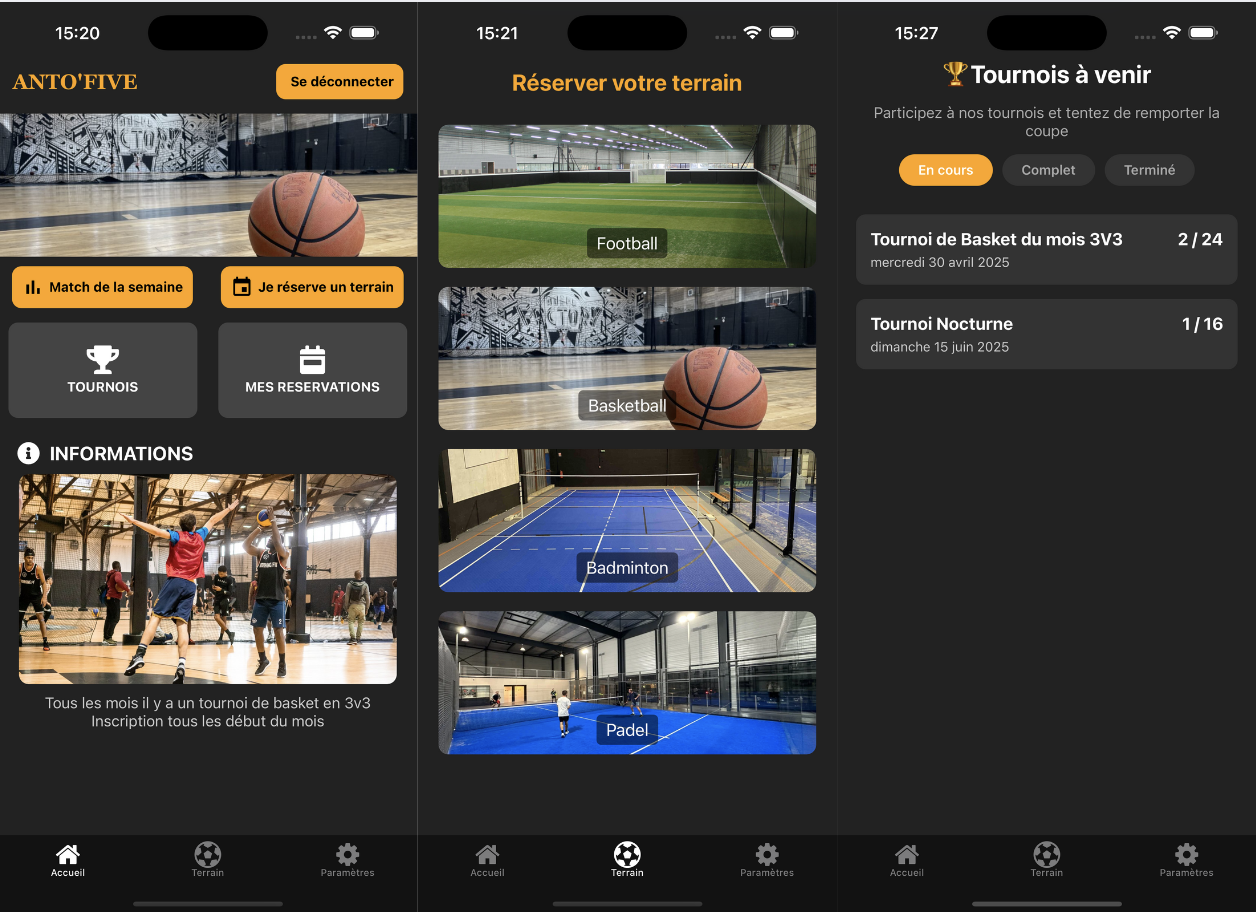 15:20
ANTO'FIVE
Se déconnecter
Match de la semaine
Je réserve un terrain
TOURNOIS
MES RESERVATIONS
INFORMATIONS
Tous les mois il y a un tournoi de basket en 3v3
Inscription tous les début du mois
Accueil
Terrain
Paramètres
15:21
Réserver votre terrain
Football
Basketball
Badminton
Padel
Accueil
Terrain
Paramètres
15:27
🏆Tournois à venir
Participez à nos tournois et tentez de remporter la
coupe
En cours
Complet
Terminé
Tournoi de Basket du mois 3V3
2 / 24
mercredi 30 avril 2025
Tournoi Nocturne
1 / 16
dimanche 15 juin 2025
Accueil
Terrain
Paramètres